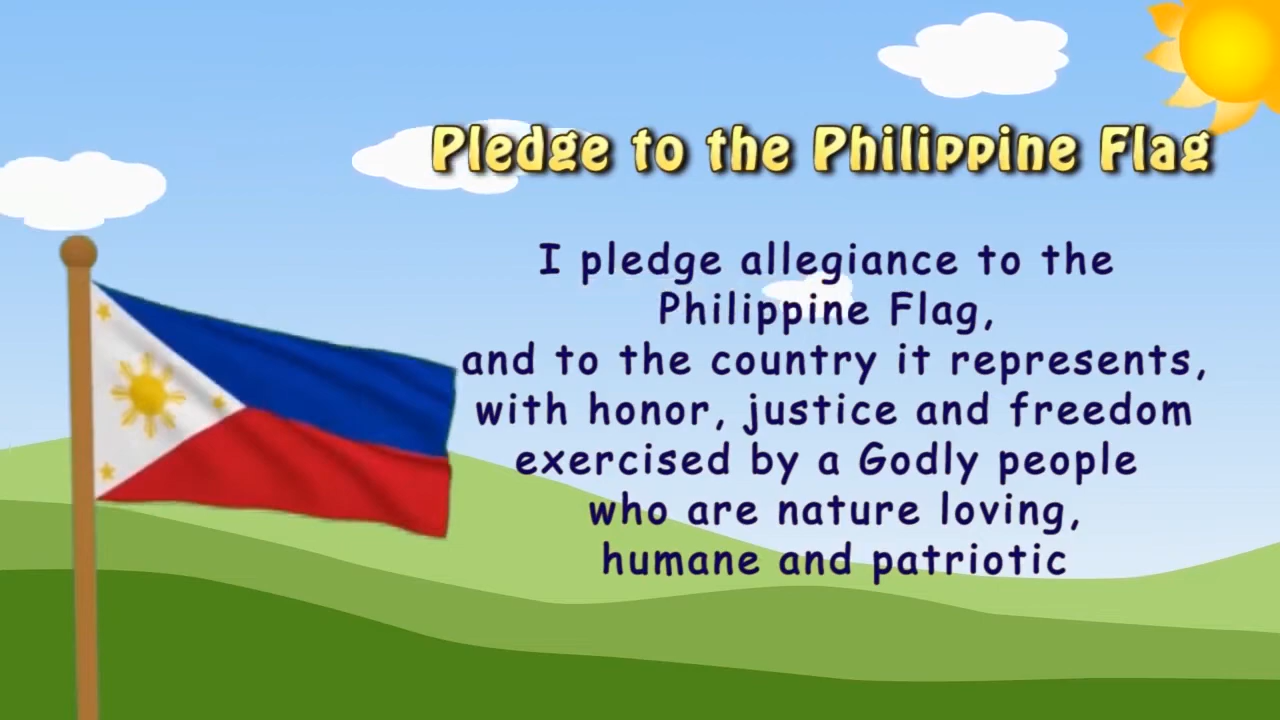 Pledge to the Philippine Flag
I pledge allegiance to the
Philippine Flag,
and to the country it represents,
with honor, justice and freedom
exercised by a Godly people
who are nature loving,
humane and patriotic